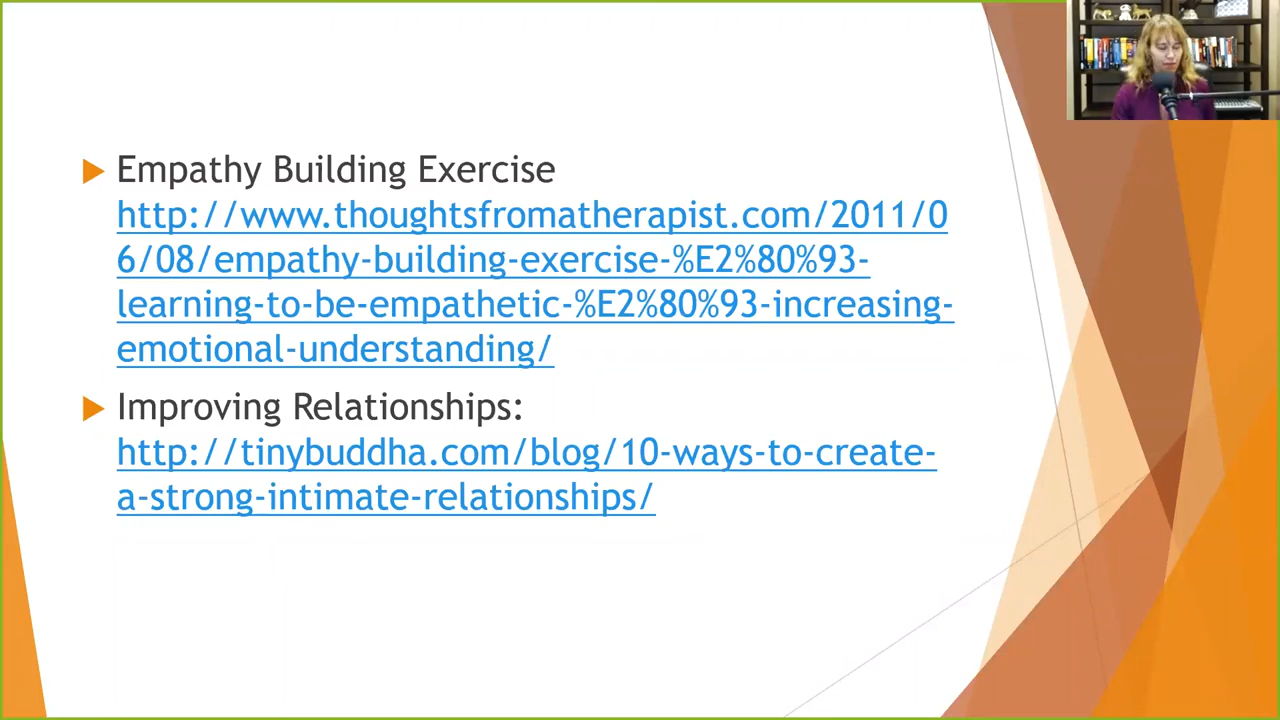 Empathy Building Exercise
http://www.thoughtsfromatherapist.com/2011/0
6/08/empathy-building-exercise-%E2%80%93-
learning-to-be-empathetic-%E2%80%93-increasing-
emotional-understanding/
Improving Relationships:
http://tinybuddha.com/blog/10-ways-to-create-
a-strong-intimate-relationships/